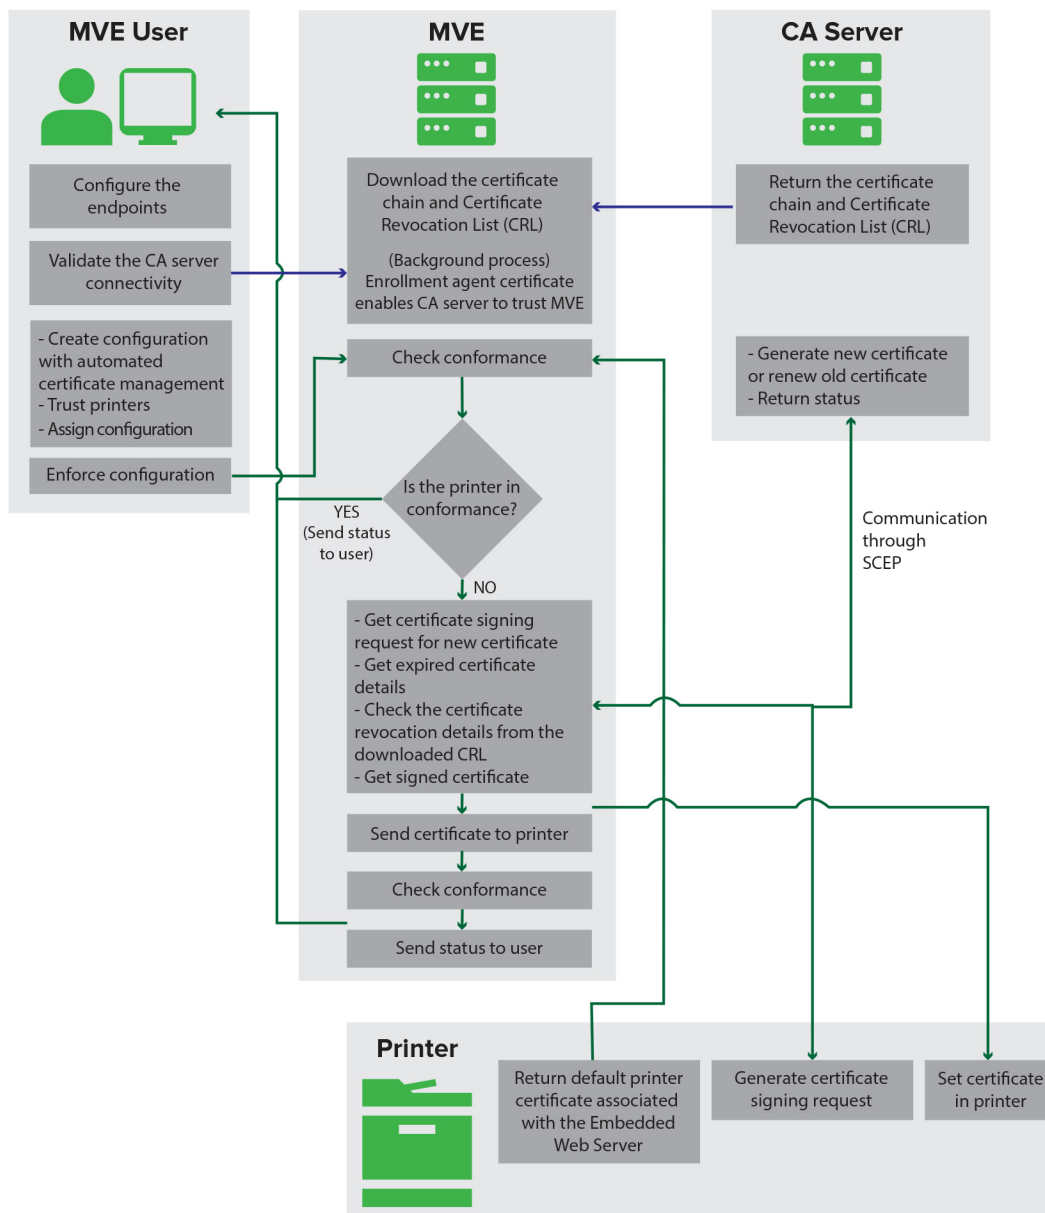 MVE User
Configure the
endpoints
Validate the CA server
connectivity
- Create configuration
with automated
certificate management
- Trust printers
- Assign configuration
Enforce configuration
MVE
Download the certificate
chain and Certificate
Revocation List (CRL)
(Background process)
Enrollment agent certificate
enables CA server to trust MVE
Check conformance
Is the printer in
conformance?
YES
(Send status
to user)
NO
- Get certificate signing
request for new certificate
- Get expired certificate
details
- Check the certificate
revocation details from the
downloaded CRL
- Get signed certificate
Send certificate to printer
Check conformance
Send status to user
CA Server
Return the certificate
chain and Certificate
Revocation List (CRL)
- Generate new certificate
or renew old certificate
- Return status
Communication
through
SCEP
Printer
Return default printer
certificate associated
with the Embedded
Web Server
Generate certificate
signing request
Set certificate
in printer